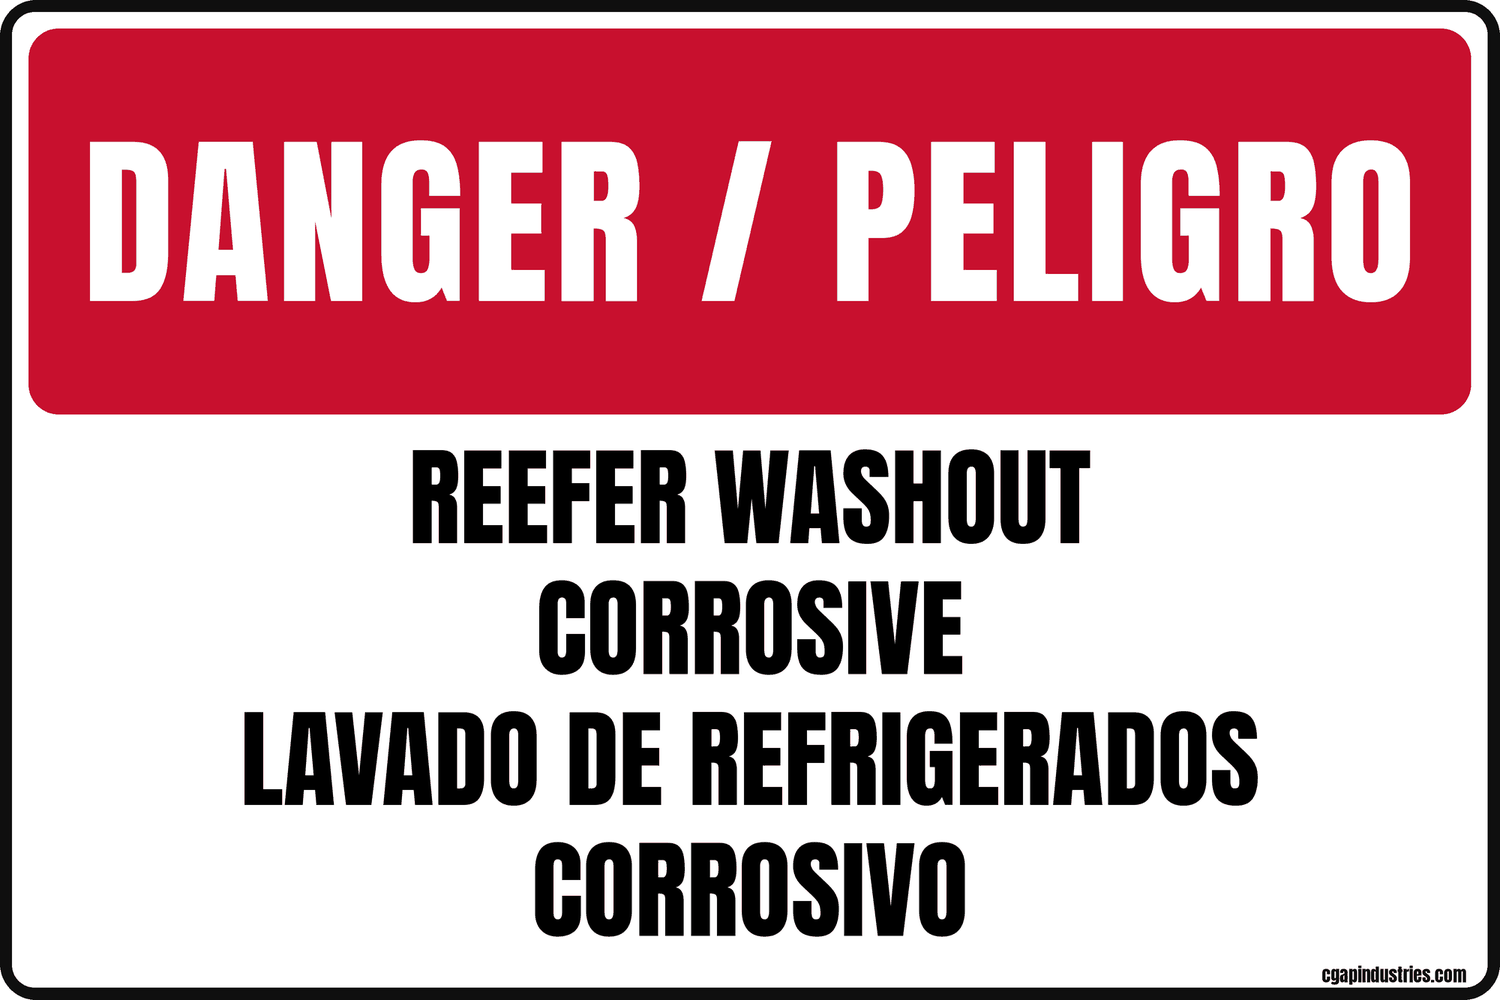 DANGER / PELIGRO
REEFER WASHOUT
CORROSIVE
LAVADO DE REFRIGERADOS
CORROSIVO
cgapindustries.com